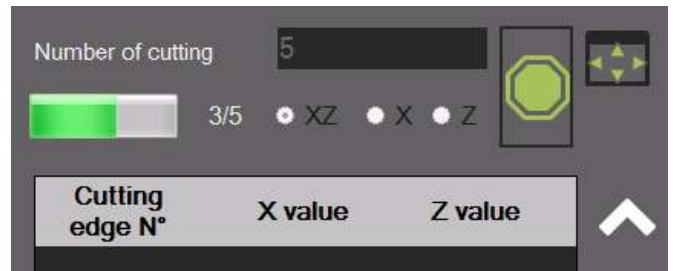 Number of cutting 5
3/5 XZ X Z
Cutting
edge N° X value Z value